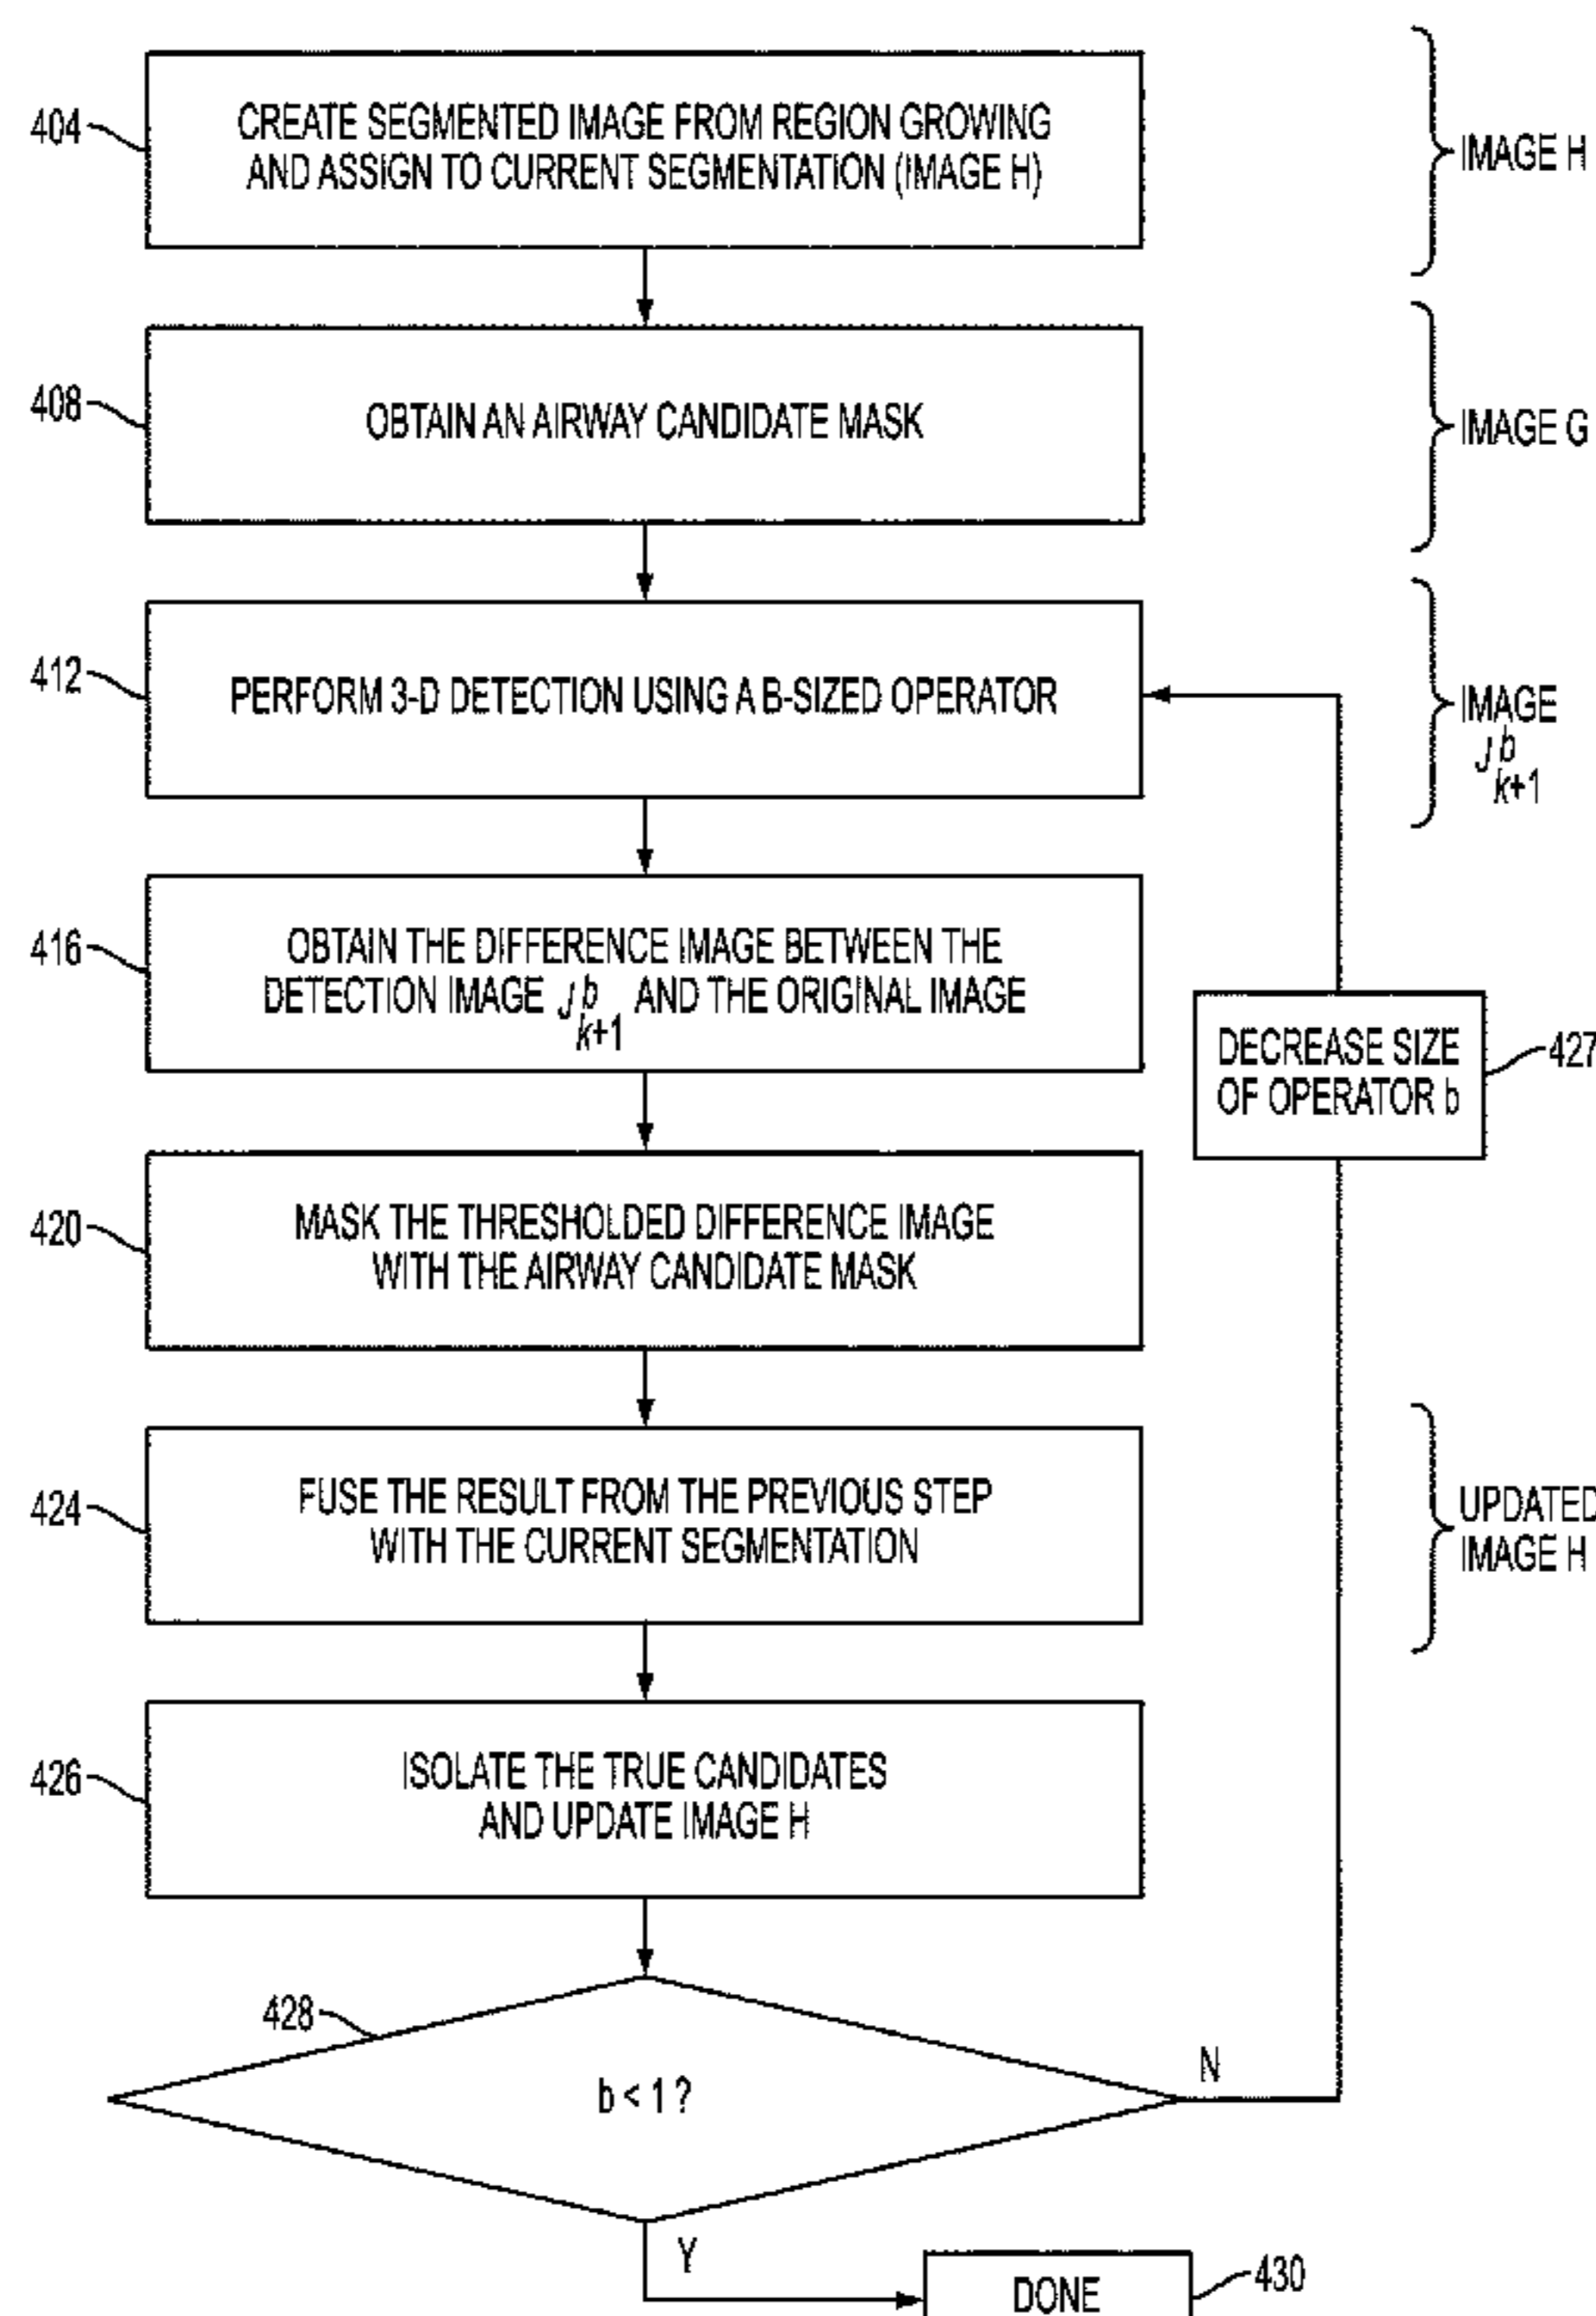 404
CREATE SEGMENTED IMAGE FROM REGION GROWING
AND ASSIGN TO CURRENT SEGMENTATION (IMAGE H)
IMAGE H
408
OBTAIN AN AIRWAY CANDIDATE MASK
IMAGE G
412
PERFORM 3-D DETECTION USING A B-SIZED OPERATOR
IMAGE
J b
k+1
416
OBTAIN THE DIFFERENCE IMAGE BETWEEN THE
DETECTION IMAGE J b k+1 AND THE ORIGINAL IMAGE
DECREASE SIZE
OF OPERATOR b
427
420
MASK THE THRESHOLDED DIFFERENCE IMAGE
WITH THE AIRWAY CANDIDATE MASK
424
FUSE THE RESULT FROM THE PREVIOUS STEP
WITH THE CURRENT SEGMENTATION
UPDATED
IMAGE H
426
ISOLATE THE TRUE CANDIDATES
AND UPDATE IMAGE H
428
b < 1 ?
N
Y
DONE
430